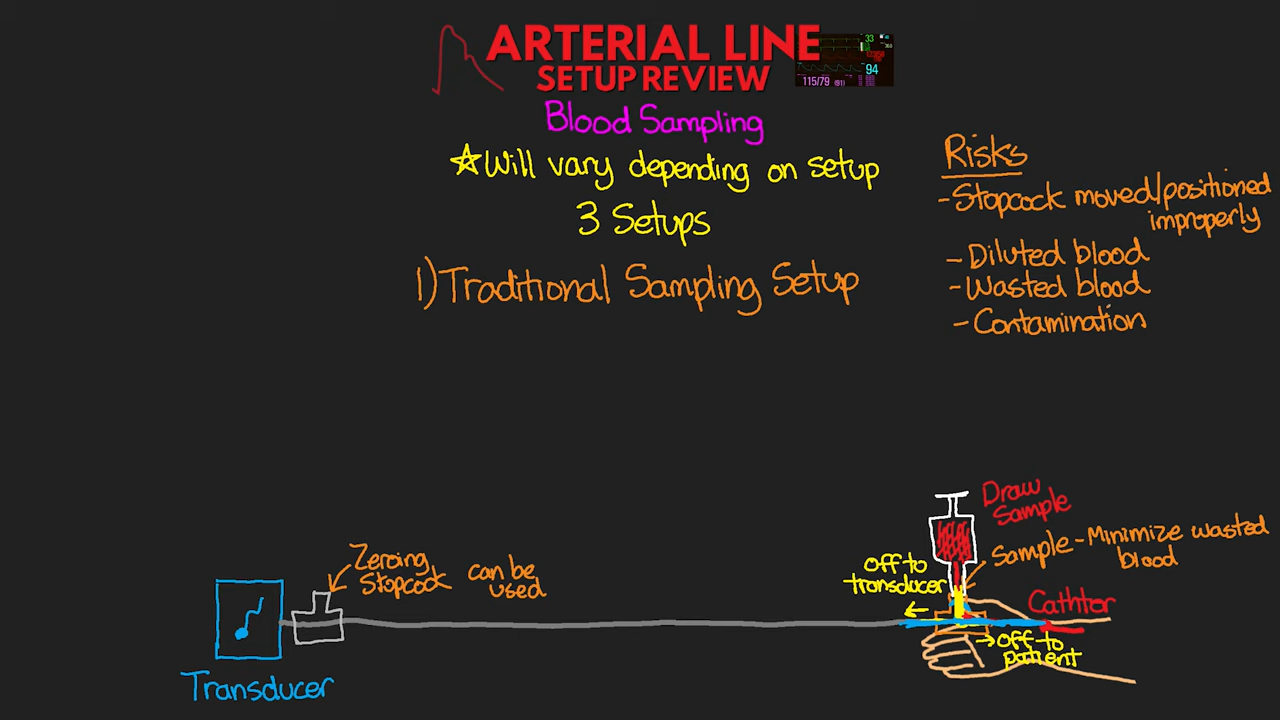 ARTERIAL LINE
SETUP REVIEW
33
94
115/79 (91)
Blood Sampling
☆Will vary depending on setup
3 Setups
1) Traditional Sampling Setup
Risks
- Stopcock moved/positioned
improperly
- Diluted blood
- Wasted blood
- Contamination
Draw
Sample
Sample - Minimize wasted
blood
Off to
transducer
Cathter
→ off to
patient
Zeroing
Stopcock
can be
used
Transducer